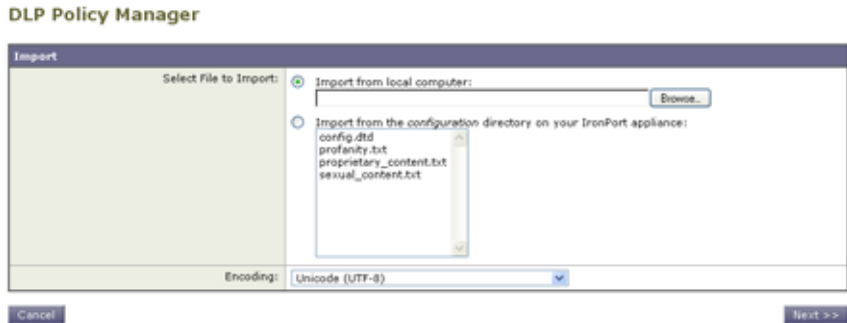 DLP Policy Manager
Import
Select File to Import:
Import from local computer:
Browse...
Import from the configuration directory on your IronPort appliance:
config.dtd
profanity.txt
proprietary_content.txt
sexual_content.txt
Encoding:
Unicode (UTF-8)
Cancel
Next >>